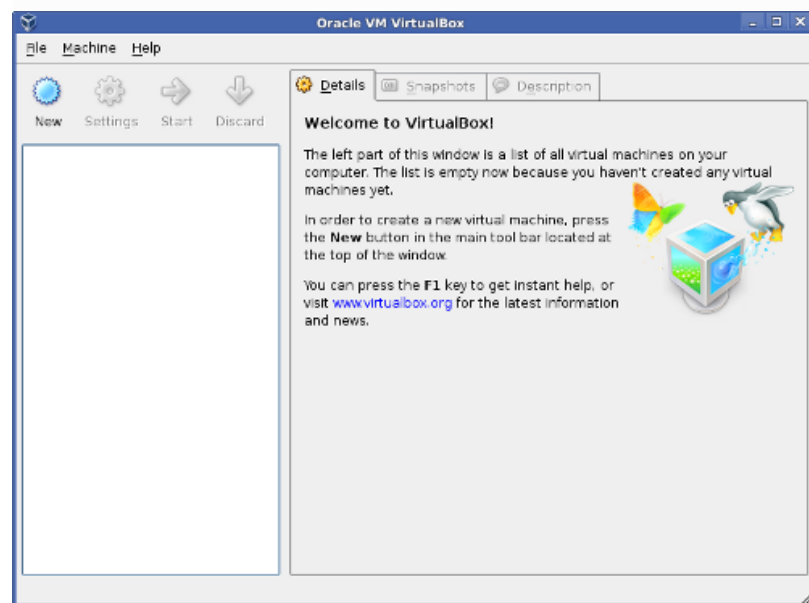 Oracle VM VirtualBox
File Machine Help
New Settings Start Discard
Details Snapshots Description
Welcome to VirtualBox!
The left part of this window is a list of all virtual machines on your
computer. The list is empty now because you haven't created any virtual
machines yet.
In order to create a new virtual machine, press
the New button in the main tool bar located at
the top of the window.
You can press the F1 key to get instant help, or
visit www.virtualbox.org for the latest information
and news.